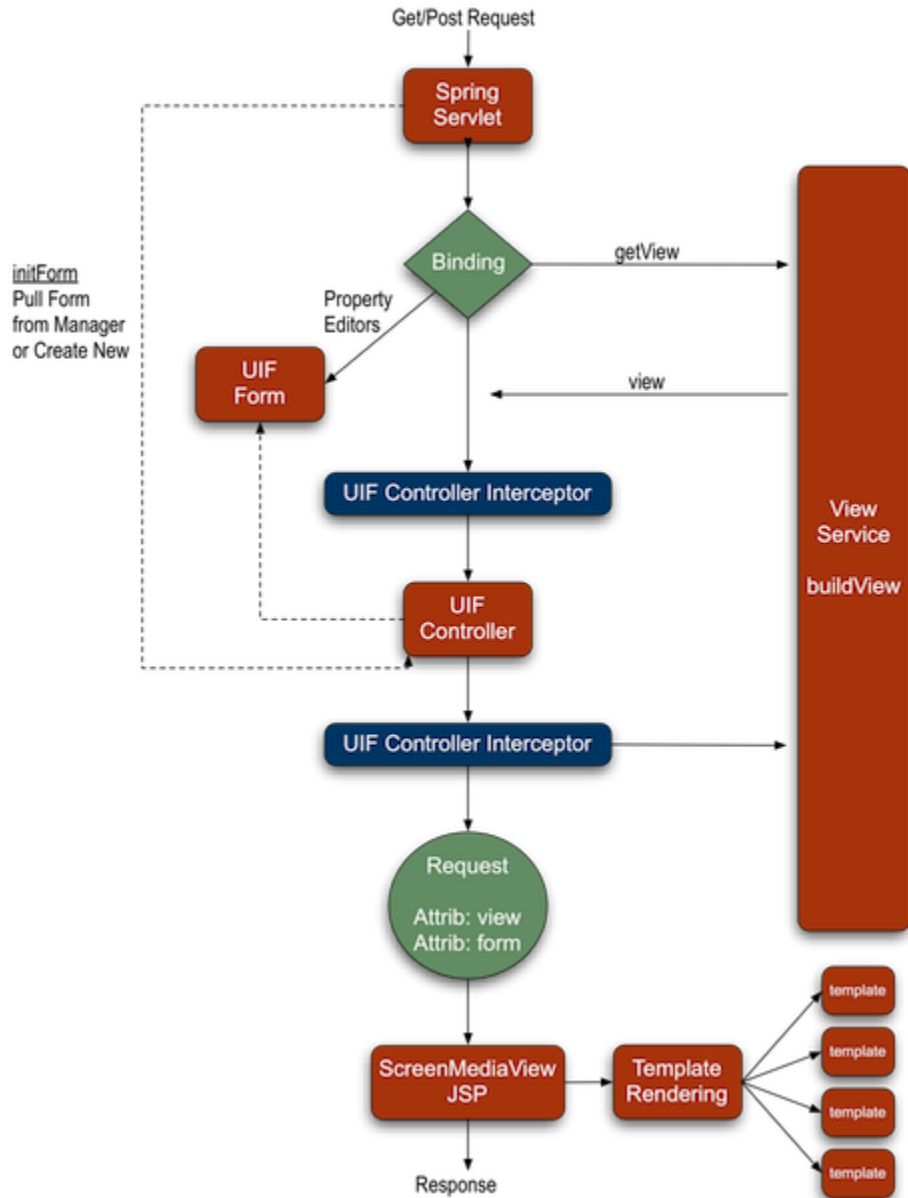 Get/Post Request
Spring
Servlet
Binding
getView
initForm
Pull Form
from Manager
or Create New
Property
Editors
UIF
Form
view
UIF Controller Interceptor
View
Service
buildView
UIF
Controller
UIF Controller Interceptor
Request
Attrib: view
Attrib: form
template
template
ScreenMediaView
JSP
Template
Rendering
template
template
Response